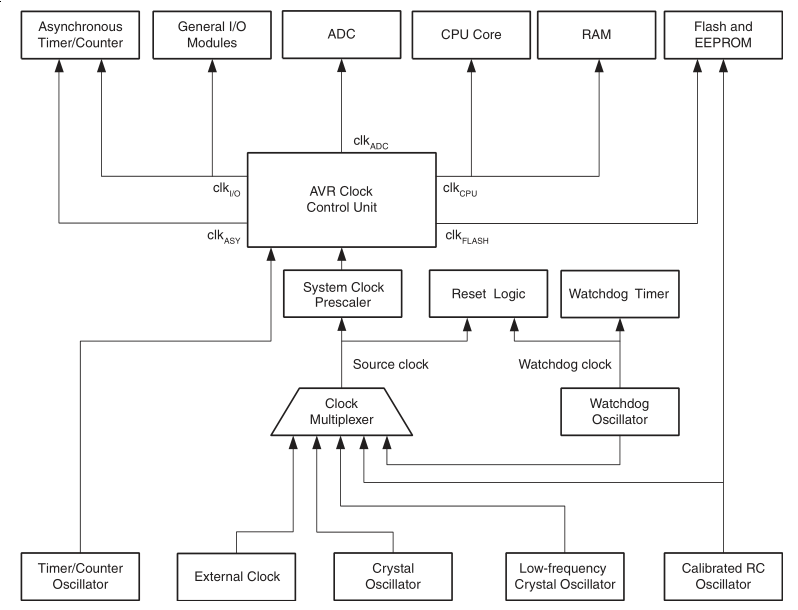 Asynchronous
Timer/Counter
General I/O
Modules
ADC
CPU Core
RAM
Flash and
EEPROM
clkADC
AVR Clock
Control Unit
clkI/O
clkCPU
clkASY
clkFLASH
System Clock
Prescaler
Reset Logic
Watchdog Timer
Source clock
Watchdog clock
Clock
Multiplexer
Watchdog
Oscillator
Timer/Counter
Oscillator
External Clock
Crystal
Oscillator
Low-frequency
Crystal Oscillator
Calibrated RC
Oscillator